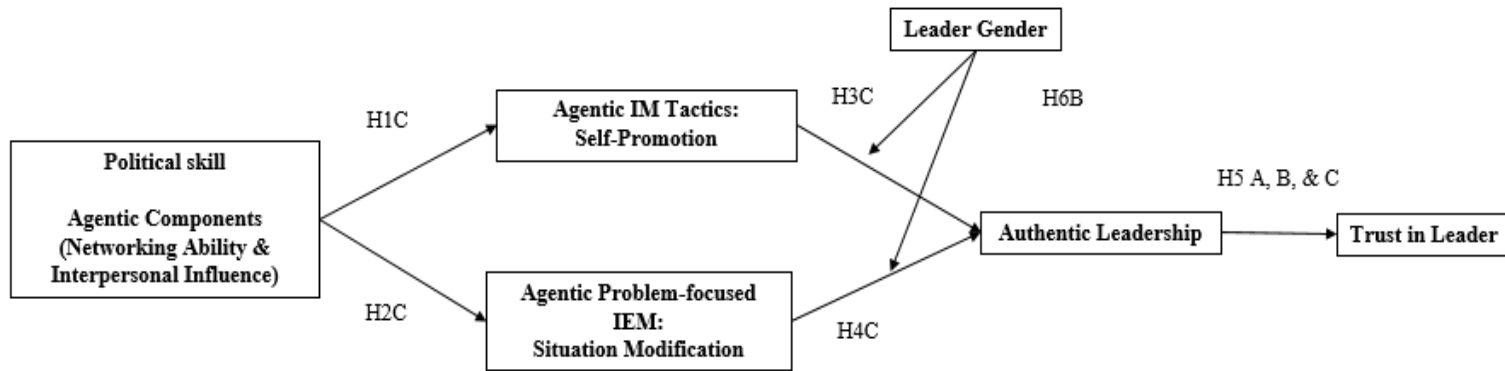 Leader Gender
H3C
H6B
H1C
Agentic IM Tactics:
Self-Promotion
Political skill
Agentic Components
(Networking Ability &
Interpersonal Influence)
H5 A, B, & C
Authentic Leadership
Trust in Leader
H2C
Agentic Problem-focused
IEM:
Situation Modification
H4C